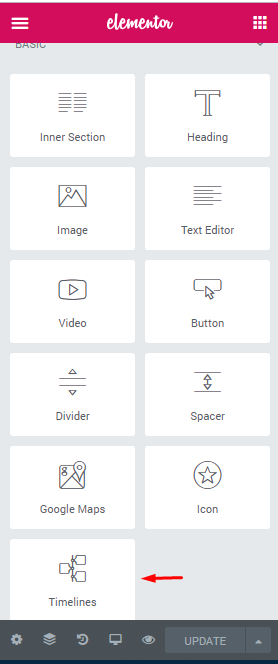 elementor
BASIC
Inner Section
Heading
Image
Text Editor
Video
Button
Divider
Spacer
Google Maps
Icon
Timelines
UPDATE